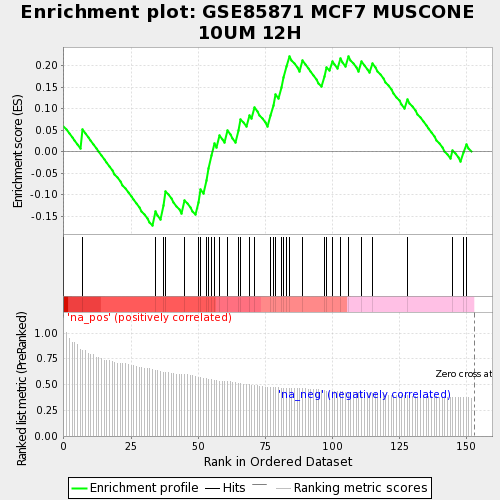 Enrichment plot: GSE85871 MCF7 MUSCONE
10UM 12H
Enrichment score (ES)
0.20
0.15
0.10
0.05
0.00
-0.05
-0.10
-0.15
'na_pos' (positively correlated)
'na_neg' (negatively correlated)
Zero cross at
Ranked list metric (PreRanked)
1.00
0.75
0.50
0.25
0.00
0 25 50 75 100 125 150
Rank in Ordered Dataset
Enrichment profile Hits Ranking metric scores